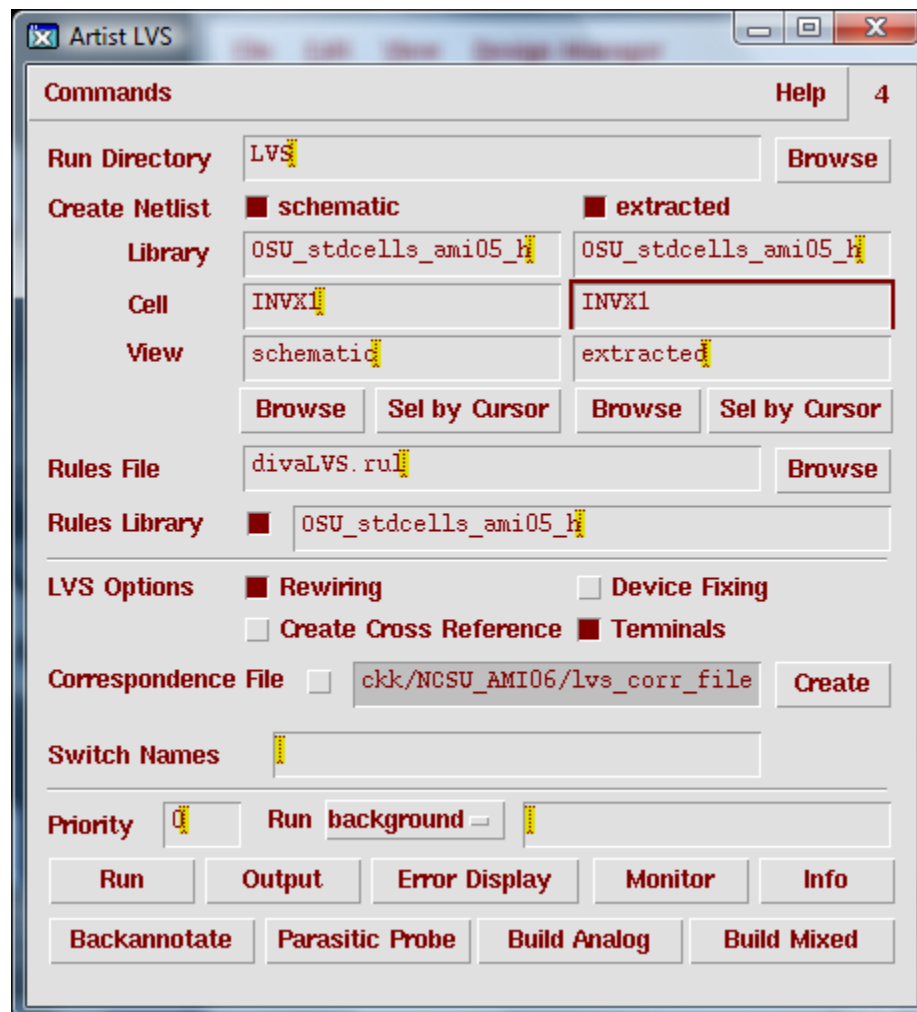 Artist LVS
Commands Help 4
Run Directory LVS Browse
Create Netlist schematic extracted
Library OSU_stdcells_ami05_h OSU_stdcells_ami05_h
Cell INVX1 INVX1
View schematic extracted
Browse Sel by Cursor Browse Sel by Cursor
Rules File divaLVS.rul Browse
Rules Library OSU_stdcells_ami05_h
LVS Options Rewiring Device Fixing
Create Cross Reference Terminals
Correspondence File ckk/NCSU_AMI06/lvs_corr_file Create
Switch Names
Priority 0 Run background
Run Output Error Display Monitor Info
Backannotate Parasitic Probe Build Analog Build Mixed